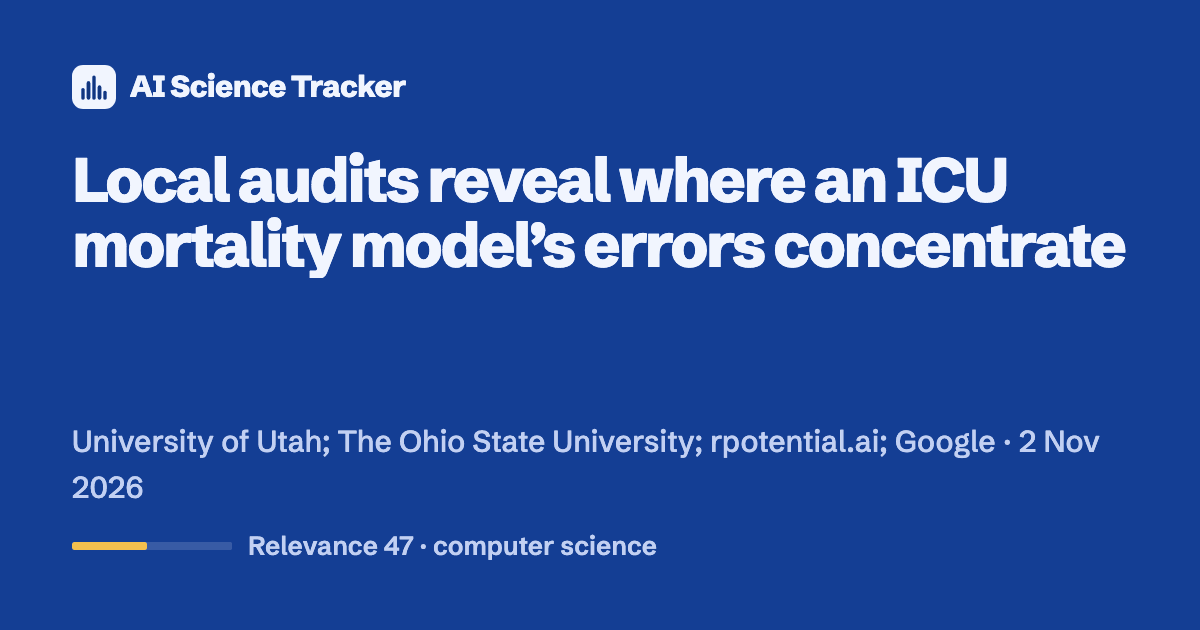 AI Science Tracker
Local audits reveal where an ICU
mortality model’s errors concentrate
University of Utah; The Ohio State University; rpotential.ai; Google · 2 Nov
2026
Relevance 47 · computer science